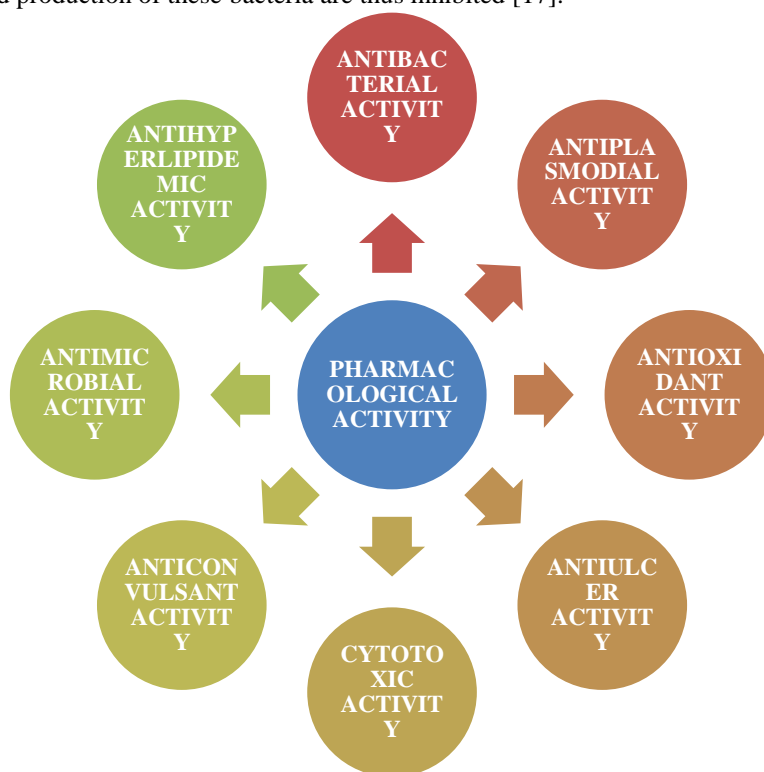 d production of these bacteria are thus inhibited [17].
ANTIBAC
TERIAL
ACTIVIT
Y
ANTIPLA
SMODIAL
ACTIVIT
Y
ANTIOXI
DANT
ACTIVIT
Y
ANTIULC
ER
ACTIVIT
Y
CYTOTO
XIC
ACTIVIT
Y
ANTICON
VULSANT
ACTIVIT
Y
ANTIMIC
ROBIAL
ACTIVIT
Y
ANTIHYP
ERLIPIDE
MIC
ACTIVIT
Y
PHARMAC
OLOGICAL
ACTIVITY